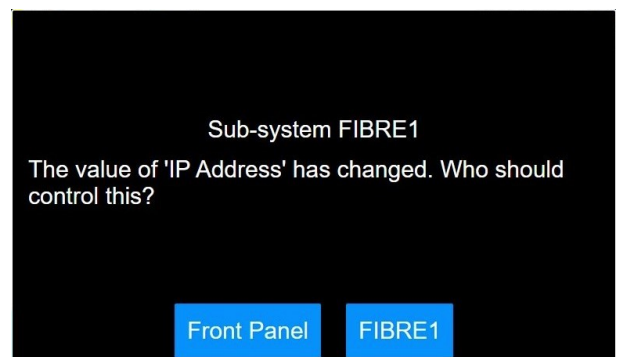 Sub-system FIBRE1
The value of 'IP Address' has changed. Who should
control this?
Front Panel
FIBRE1